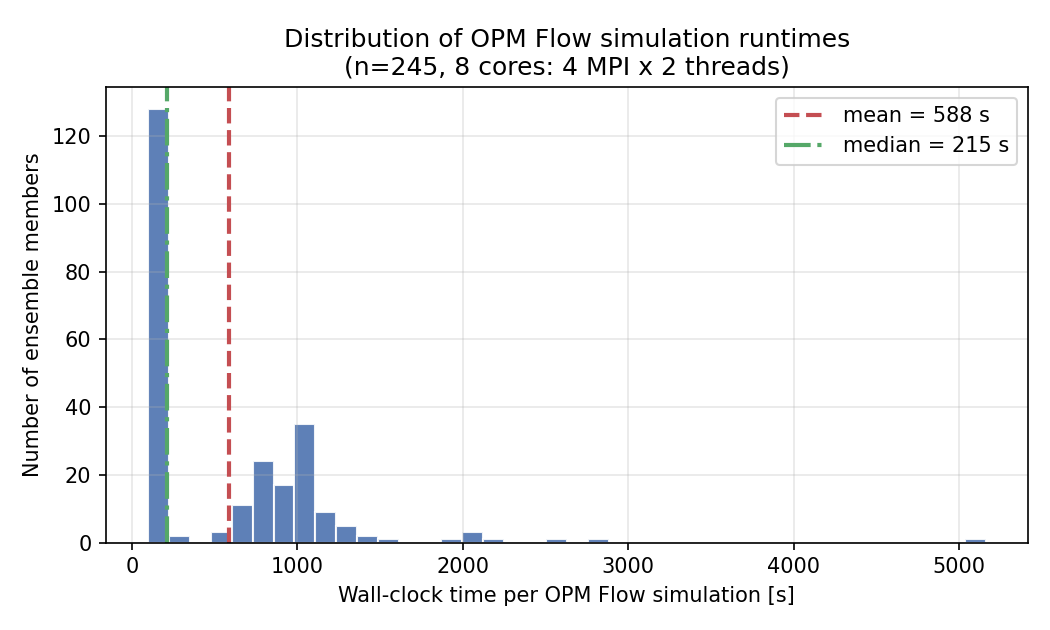 Distribution of OPM Flow simulation runtimes
(n=245, 8 cores: 4 MPI x 2 threads)
mean = 588 s
median = 215 s
Number of ensemble members
120
100
80
60
40
20
0
0 1000 2000 3000 4000 5000
Wall-clock time per OPM Flow simulation [s]